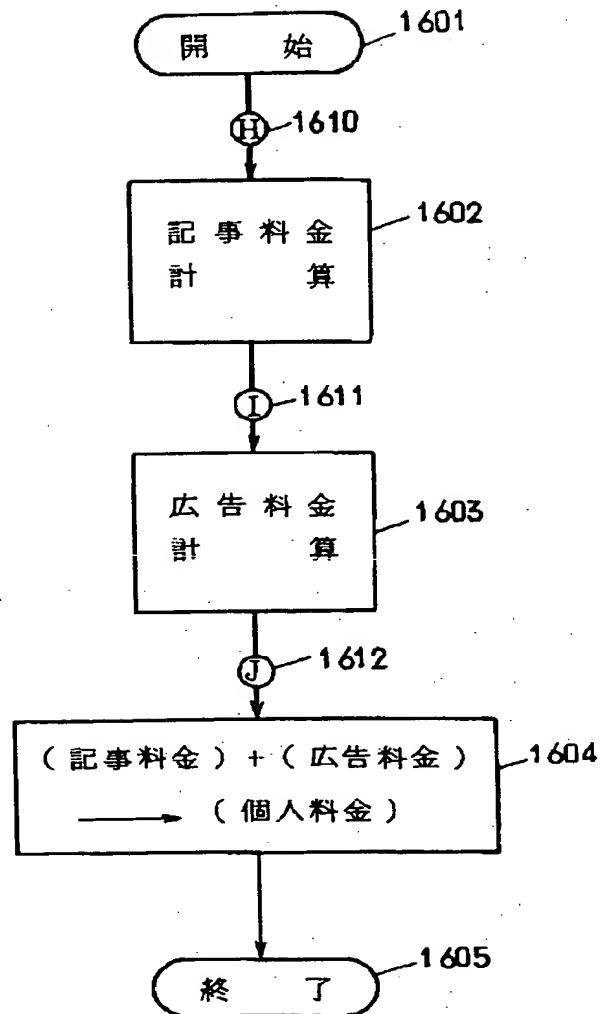 開始
1601
H
1610
記事料金
計算
1602
I
1611
広告料金
計算
1603
J
1612
(記事料金)+(広告料金)
(個人料金)
1604
終了
1605